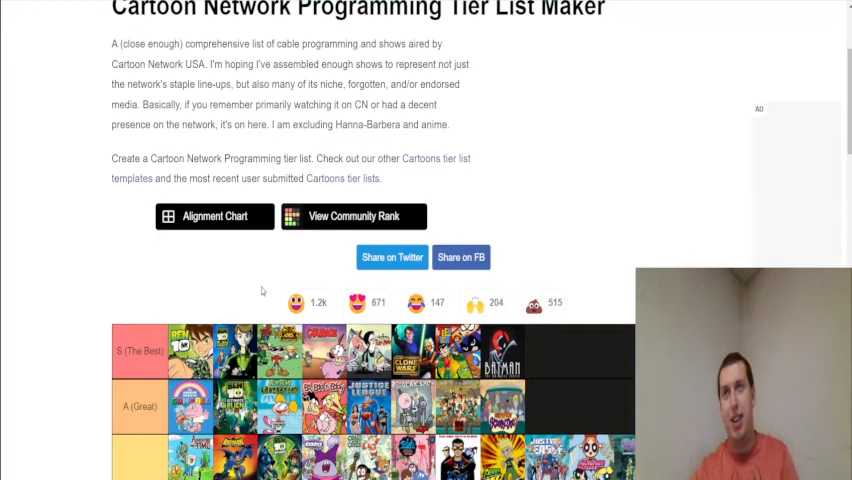 Cartoon Network Programming Tier List Maker
A (close enough) comprehensive list of cable programming and shows aired by
Cartoon Network USA. I'm hoping I've assembled enough shows to represent not just
the network's staple line-ups, but also many of its niche, forgotten, and/or endorsed
media. Basically, if you remember primarily watching it on CN or had a decent
presence on the network, it's on here. I am excluding Hanna-Barbera and anime.
AD
Create a Cartoon Network Programming tier list. Check out our other Cartoons tier list
templates and the most recent user submitted Cartoons tier lists.
Alignment Chart
View Community Rank
Share on Twitter
Share on FB
1.2k
671
147
204
515
S (The Best)
BEN
10
COURAGE
CLONE
WARS
BATMAN
A (Great)
BEN 10
JUSTICE
LEAGUE
REGULAR SHOW